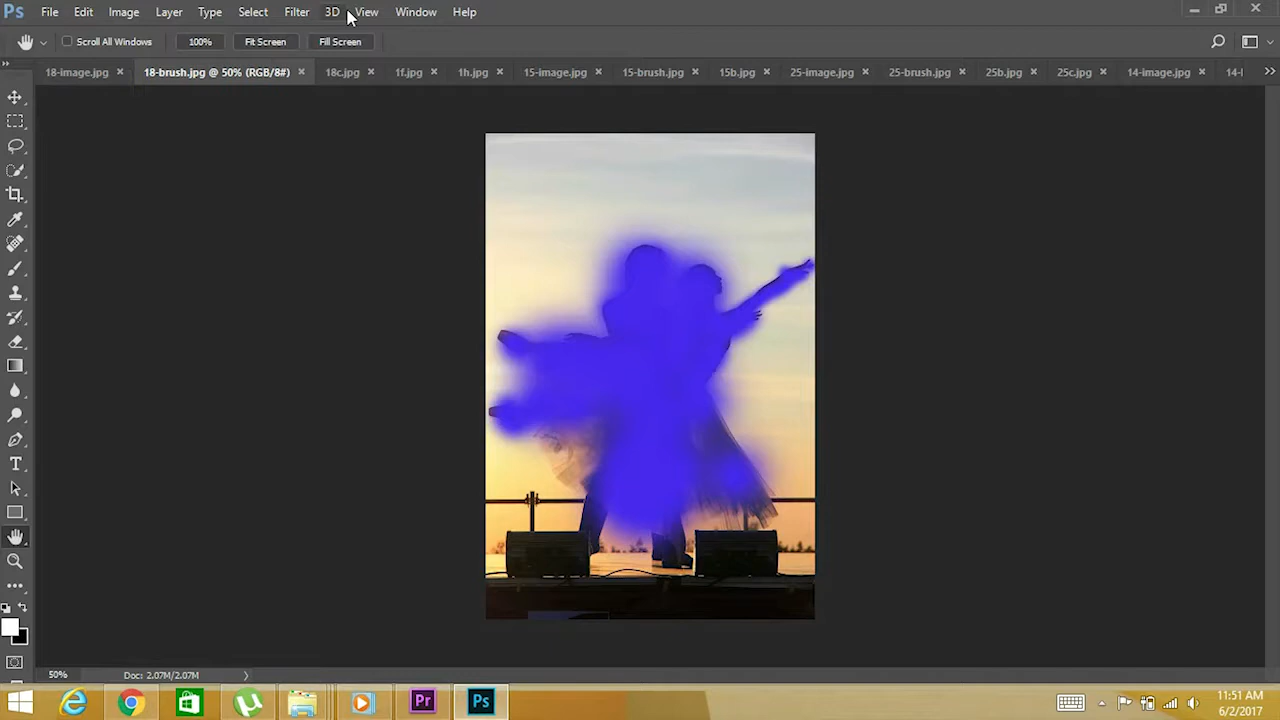 Ps File Edit Image Layer Type Select Filter 3D View Window Help
Scroll All Windows 100% Fit Screen Fill Screen
18-image.jpg 18-brush.jpg @ 50% (RGB/8#) 18c.jpg 1f.jpg 1h.jpg 15-image.jpg 15-brush.jpg 15b.jpg 25-image.jpg 25-brush.jpg 25b.jpg 25c.jpg 14-image.jpg
T
50% Doc: 2.07M/2.07M
Pr Ps 11:51 AM
6/2/2017